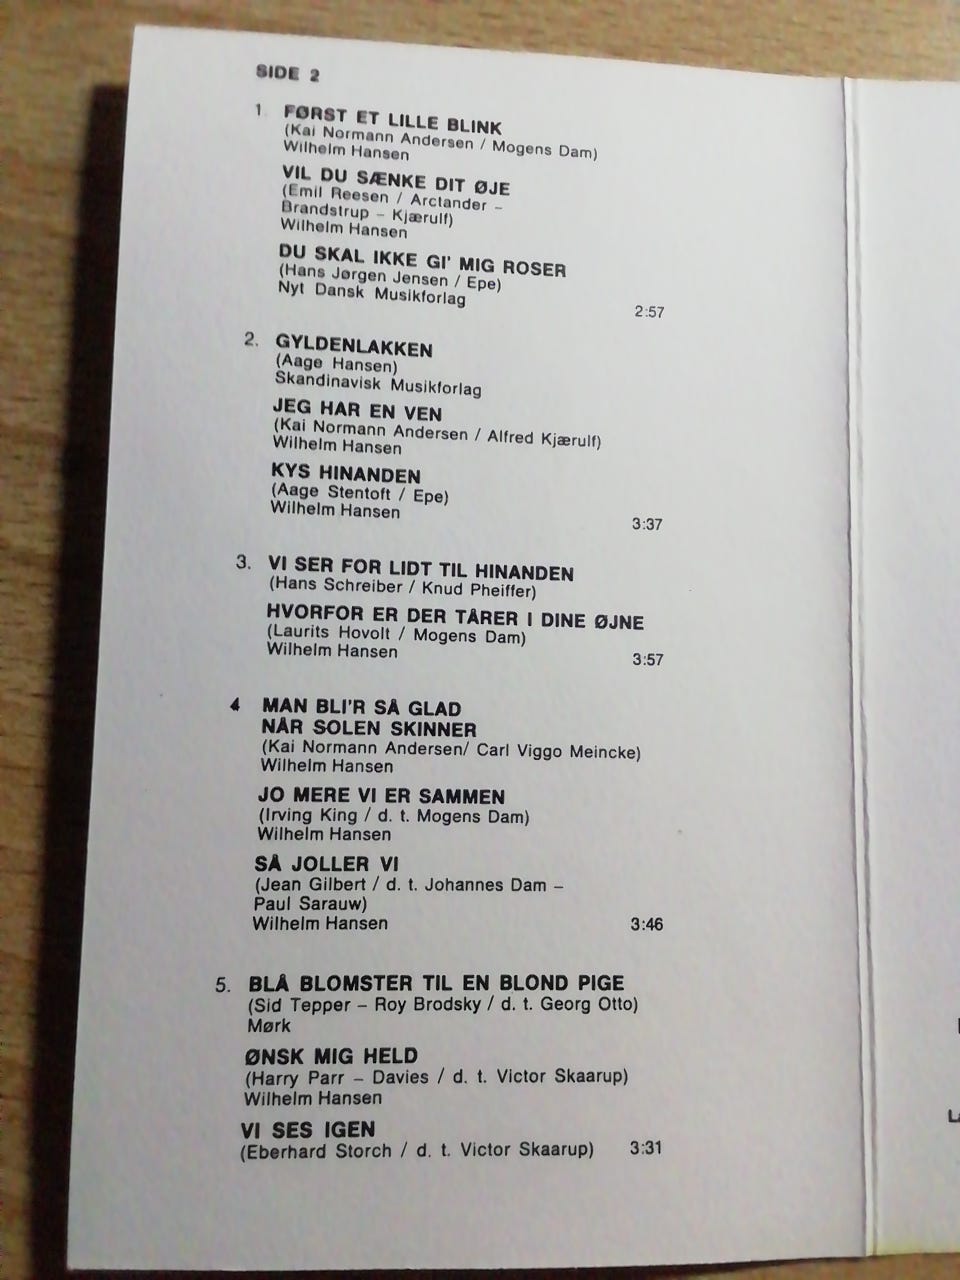 SIDE 2
1. FØRST ET LILLE BLINK
(Kai Normann Andersen / Mogens Dam)
Wilhelm Hansen
VIL DU SÆNKE DIT ØJE
(Emil Reesen / Arctander –
Brandstrup – Kjærulf)
Wilhelm Hansen
DU SKAL IKKE GI' MIG ROSER
(Hans Jørgen Jensen / Epe)
Nyt Dansk Musikforlag
2:57
2. GYLDENLAKKEN
(Aage Hansen)
Skandinavisk Musikforlag
JEG HAR EN VEN
(Kai Normann Andersen / Alfred Kjærulf)
Wilhelm Hansen
KYS HINANDEN
(Aage Stentoft / Epe)
Wilhelm Hansen
3:37
3. VI SER FOR LIDT TIL HINANDEN
(Hans Schreiber / Knud Pheiffer)
HVORFOR ER DER TÅRER I DINE ØJNE
(Laurits Hovolt / Mogens Dam)
Wilhelm Hansen
3:57
4 MAN BLI'R SÅ GLAD
NÅR SOLEN SKINNER
(Kai Normann Andersen/ Carl Viggo Meincke)
Wilhelm Hansen
JO MERE VI ER SAMMEN
(Irving King / d. t. Mogens Dam)
Wilhelm Hansen
SÅ JOLLER VI
(Jean Gilbert / d. t. Johannes Dam –
Paul Sarauw)
Wilhelm Hansen 3:46
5. BLÅ BLOMSTER TIL EN BLOND PIGE
(Sid Tepper – Roy Brodsky / d. t. Georg Otto)
Mørk
ØNSK MIG HELD
(Harry Parr – Davies / d. t. Victor Skaarup)
Wilhelm Hansen
VI SES IGEN
(Eberhard Storch / d. t. Victor Skaarup) 3:31